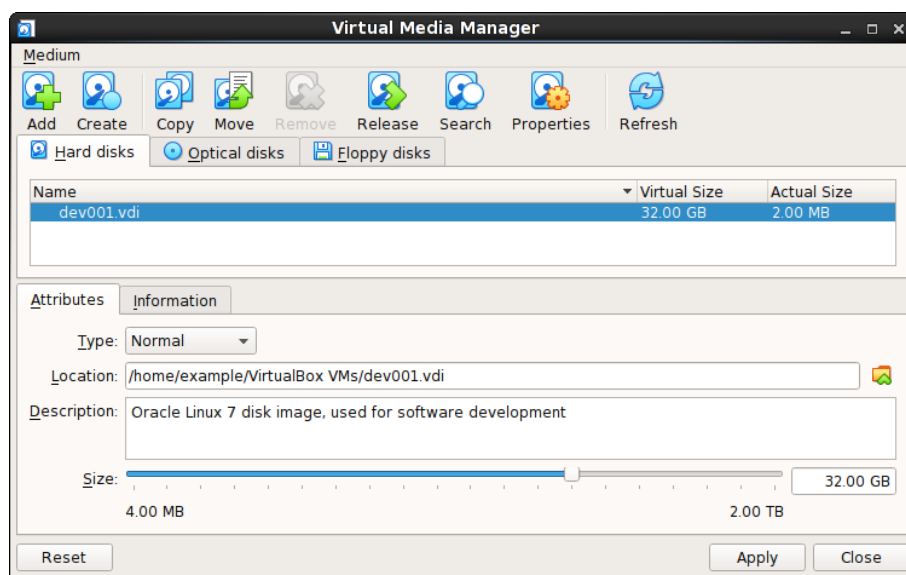 Virtual Media Manager
Medium
Add Create Copy Move Remove Release Search Properties Refresh
Hard disks Optical disks Floppy disks
Name Virtual Size Actual Size
dev001.vdi 32.00 GB 2.00 MB
Attributes Information
Type: Normal
Location: /home/example/VirtualBox VMs/dev001.vdi
Description: Oracle Linux 7 disk image, used for software development
Size: 32.00 GB
4.00 MB 2.00 TB
Reset Apply Close